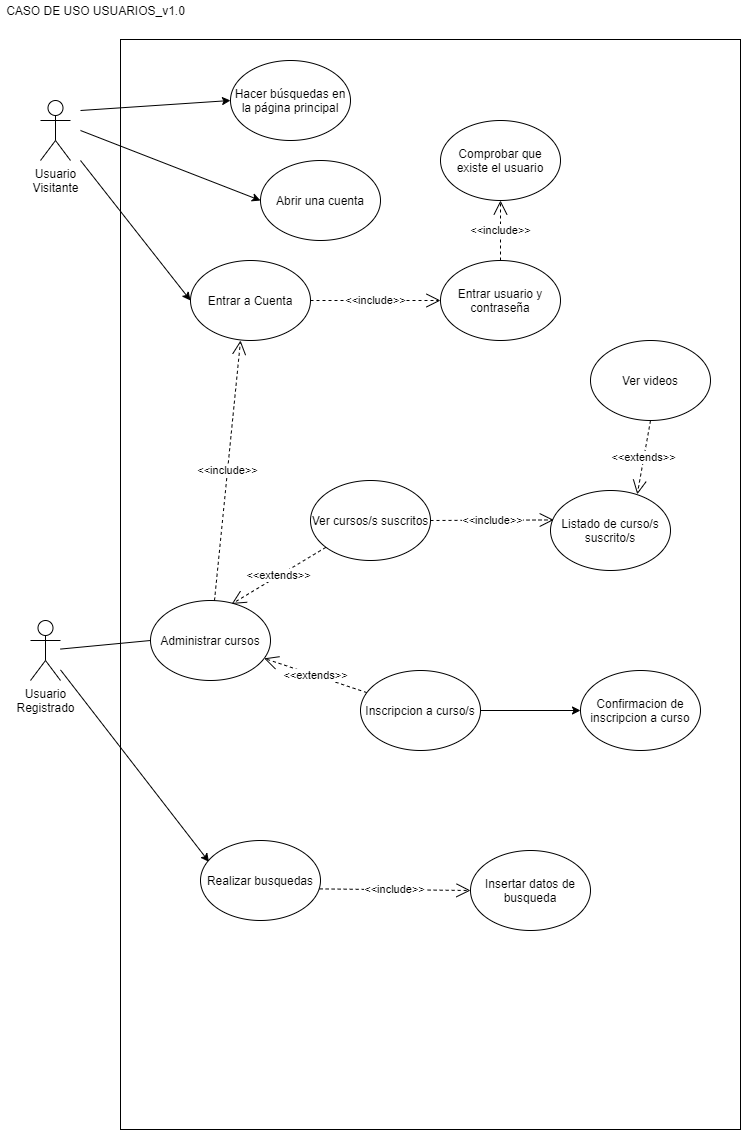 CASO DE USO USUARIOS_v1.0
Hacer búsquedas en
la página principal
Usuario
Visitante
Comprobar que
existe el usuario
Abrir una cuenta
<<include>>
Entrar a Cuenta
<<include>>
Entrar usuario y
contraseña
Ver videos
<<extends>>
<<include>>
Ver cursos/s suscritos
<<include>>
Listado de curso/s
suscrito/s
<<extends>>
Administrar cursos
<<extends>>
Usuario
Registrado
Inscripcion a curso/s
Confirmacion de
inscripcion a curso
Realizar busquedas
<<include>>
Insertar datos de
busqueda